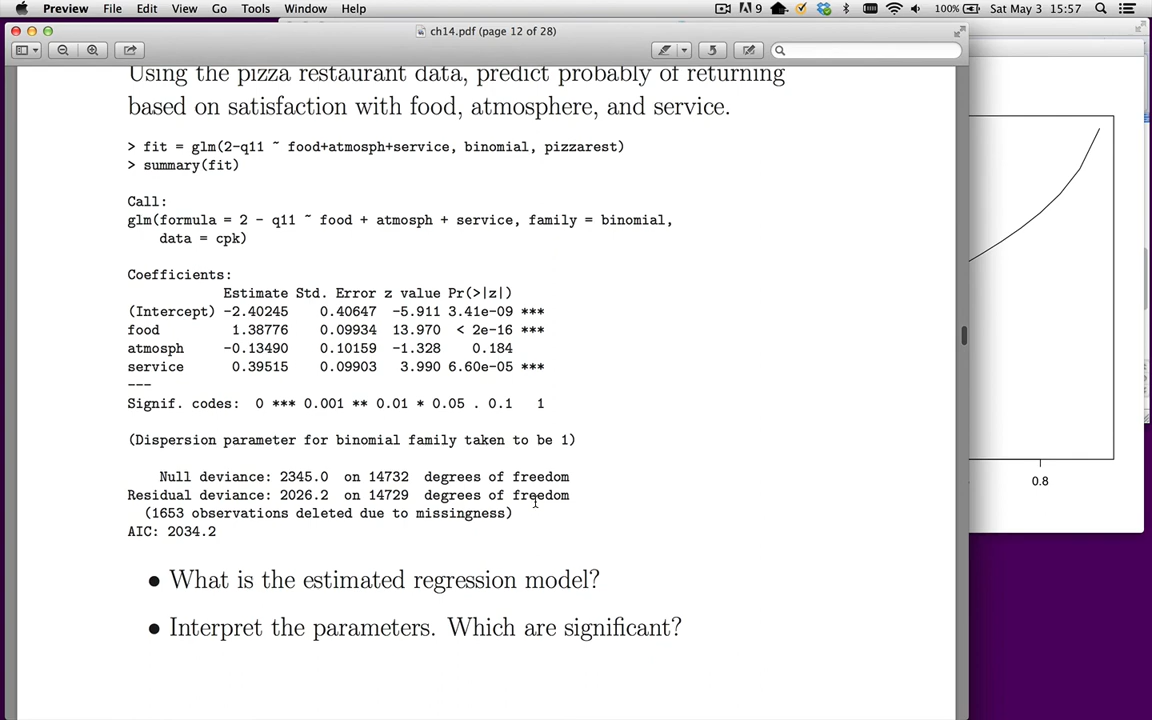 Preview File Edit View Go Tools Window Help 9 100% Sat May 3 15:57
ch14.pdf (page 12 of 28)
Using the pizza restaurant data, predict probably of returning
based on satisfaction with food, atmosphere, and service.
> fit = glm(2-q11 ~ food+atmosph+service, binomial, pizzarest)
> summary(fit)
Call:
glm(formula = 2 - q11 ~ food + atmosph + service, family = binomial,
data = cpk)
Coefficients:
Estimate Std. Error z value Pr(>|z|)
(Intercept) -2.40245 0.40647 -5.911 3.41e-09 ***
food 1.38776 0.09934 13.970 < 2e-16 ***
atmosph -0.13490 0.10159 -1.328 0.184
service 0.39515 0.09903 3.990 6.60e-05 ***
---
Signif. codes: 0 *** 0.001 ** 0.01 * 0.05 . 0.1 1
(Dispersion parameter for binomial family taken to be 1)
Null deviance: 2345.0 on 14732 degrees of freedom
Residual deviance: 2026.2 on 14729 degrees of freedom
(1653 observations deleted due to missingness)
AIC: 2034.2
• What is the estimated regression model?
• Interpret the parameters. Which are significant?
0.8